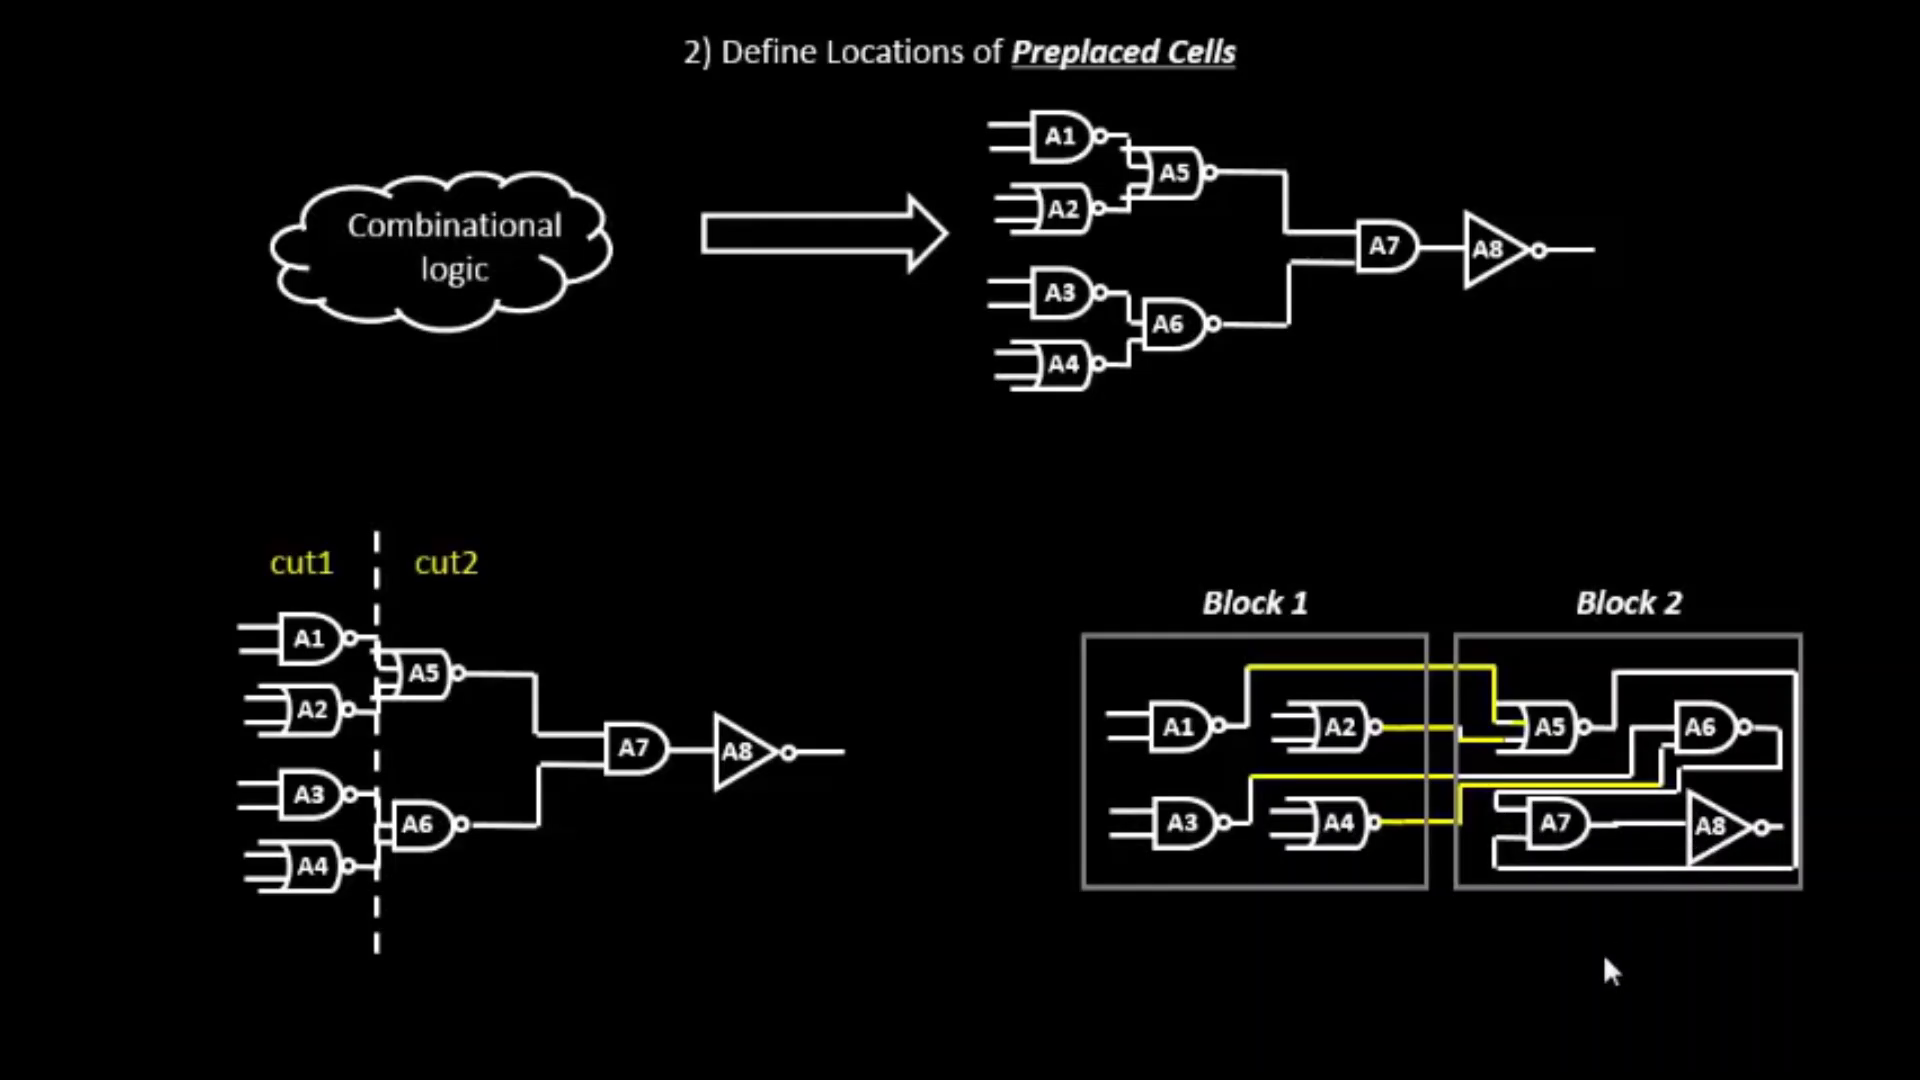 2) Define Locations of Preplaced Cells
Combinational
logic
A1
A2
A3
A4
A5
A6
A7
A8
cut1 cut2
A1
A2
A3
A4
A5
A6
A7
A8
Block 1 Block 2
A1 A2 A5 A6
A3 A4 A7 A8